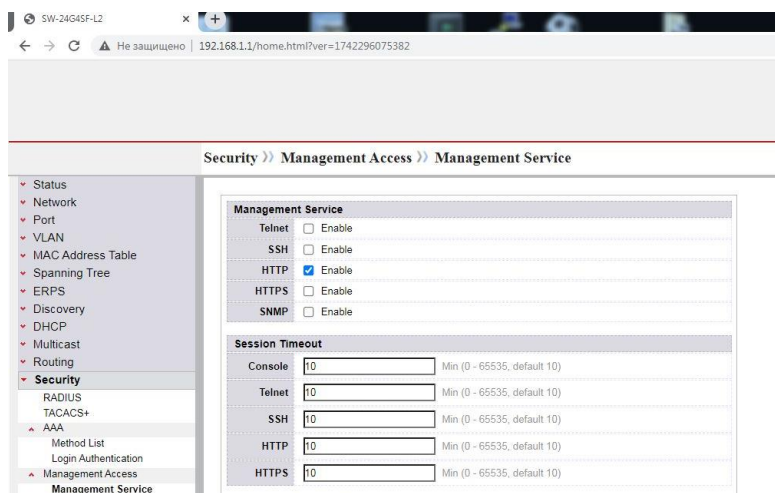 SW-24G4SF-L2
Не защищено | 192.168.1.1/home.html?ver=1742296075382
Security » Management Access » Management Service
Status
Network
Port
VLAN
MAC Address Table
Spanning Tree
ERPS
Discovery
DHCP
Multicast
Routing
Security
RADIUS
TACACS+
AAA
Method List
Login Authentication
Management Access
Management Service
Management Service
Telnet Enable
SSH Enable
HTTP Enable
HTTPS Enable
SNMP Enable
Session Timeout
Console 10 Min (0 - 65535, default 10)
Telnet 10 Min (0 - 65535, default 10)
SSH 10 Min (0 - 65535, default 10)
HTTP 10 Min (0 - 65535, default 10)
HTTPS 10 Min (0 - 65535, default 10)